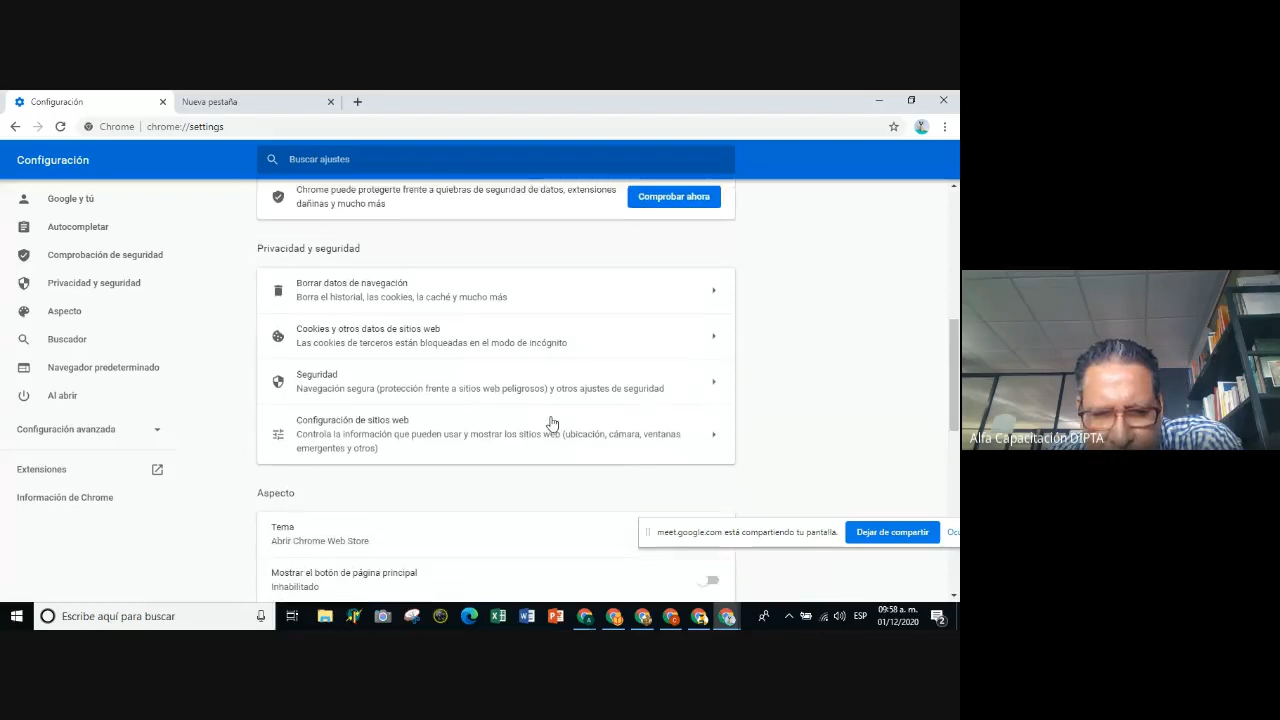 Configuración
Nueva pestaña
Chrome
chrome://settings
Configuración
Buscar ajustes
Google y tú
Autocompletar
Comprobación de seguridad
Privacidad y seguridad
Aspecto
Buscador
Navegador predeterminado
Al abrir
Configuración avanzada
Extensiones
Información de Chrome
Chrome puede protegerte frente a quiebras de seguridad de datos, extensiones
dañinas y mucho más
Comprobar ahora
Privacidad y seguridad
Borrar datos de navegación
Borra el historial, las cookies, la caché y mucho más
Cookies y otros datos de sitios web
Las cookies de terceros están bloqueadas en el modo de incógnito
Seguridad
Navegación segura (protección frente a sitios web peligrosos) y otros ajustes de seguridad
Configuración de sitios web
Controla la información que pueden usar y mostrar los sitios web (ubicación, cámara, ventanas
emergentes y otros)
Aspecto
Tema
Abrir Chrome Web Store
Mostrar el botón de página principal
Inhabilitado
meet.google.com está compartiendo tu pantalla.
Dejar de compartir
Ocu
Alfa Capacitación DIPTA
Escribe aquí para buscar
ESP
09:58 a. m.
01/12/2020
2